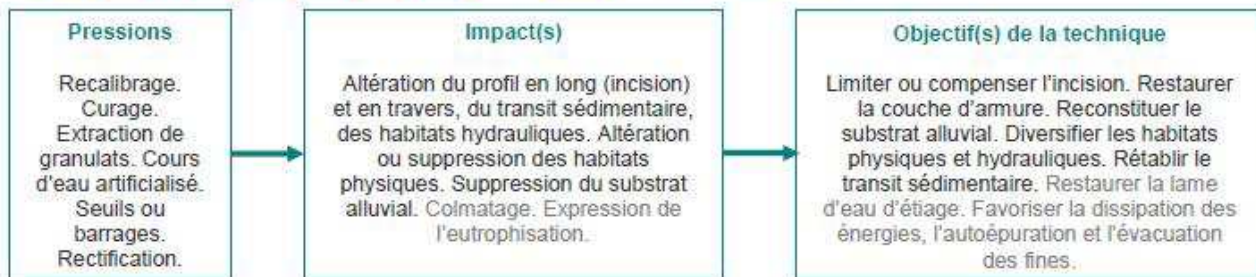 Pressions
Recalibrage.
Curage.
Extraction de
granulats. Cours
d'eau artificialisé.
Seuils ou
barrages.
Rectification.
Impact(s)
Altération du profil en long (incision)
et en travers, du transit sédimentaire,
des habitats hydrauliques. Altération
ou suppression des habitats
physiques. Suppression du substrat
alluvial. Colmatage. Expression de
l'eutrophisation.
Objectif(s) de la technique
Limiter ou compenser l'incision. Restaurer
la couche d'armure. Reconstituer le
substrat alluvial. Diversifier les habitats
physiques et hydrauliques. Rétablir le
transit sédimentaire. Restaurer la lame
d'eau d'étiage. Favoriser la dissipation des
énergies, l'autoépuration et l'évacuation
des fines.